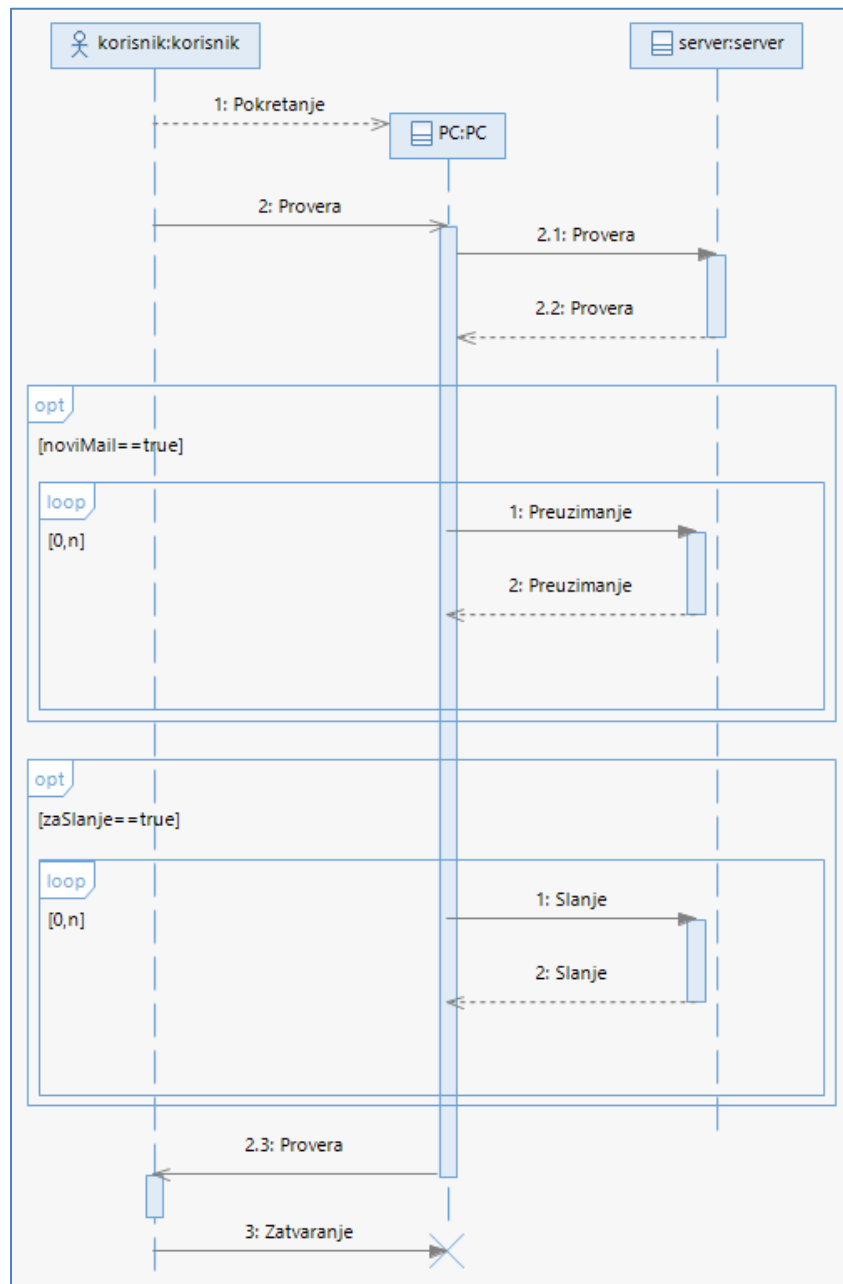 korisnik:korisnik
server:server
1: Pokretanje
PC:PC
2: Provera
2.1: Provera
2.2: Provera
opt
[noviMail==true]
loop
1: Preuzimanje
[0,n]
2: Preuzimanje
opt
[zaSlanje==true]
loop
1: Slanje
[0,n]
2: Slanje
2.3: Provera
3: Zatvaranje